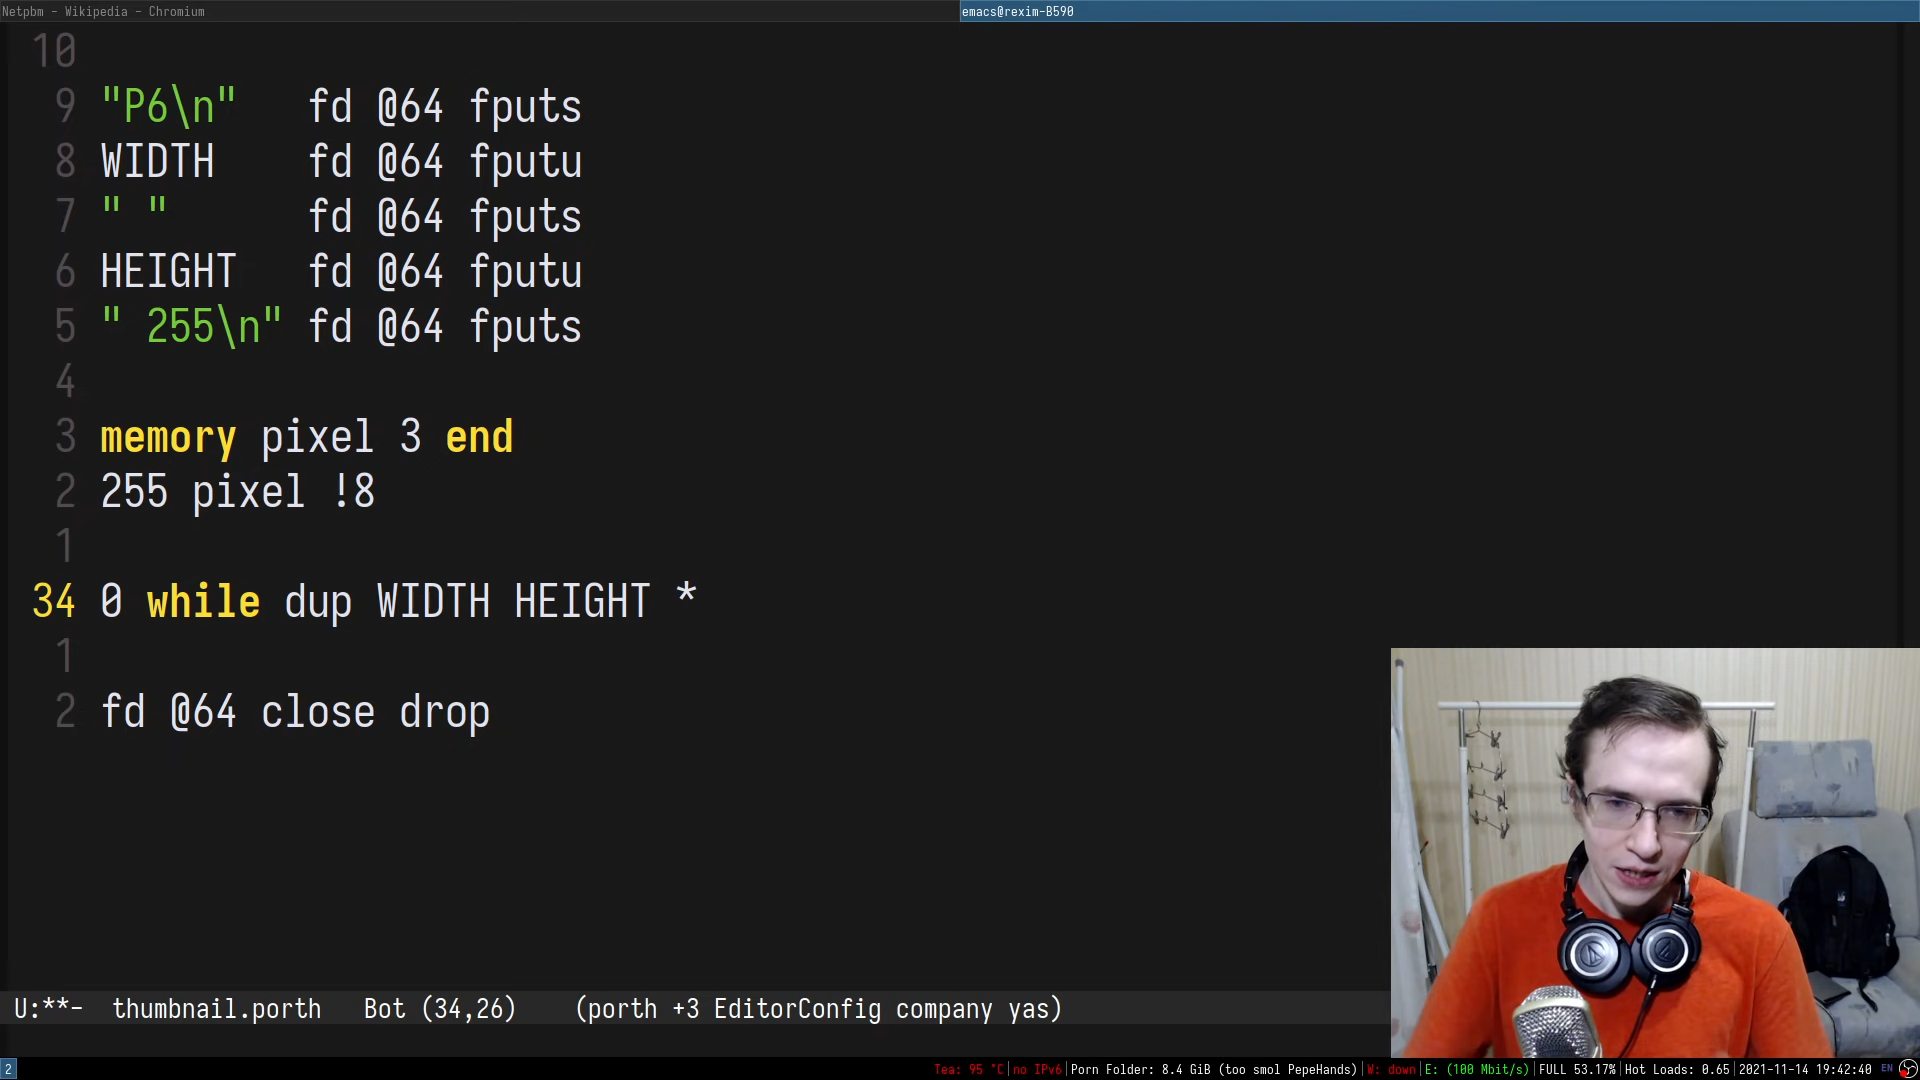 Netpbm - Wikipedia - Chromium
emacs@rexim-B590
10
9 "P6\n" fd @64 fputs
8 WIDTH fd @64 fputu
7 " " fd @64 fputs
6 HEIGHT fd @64 fputu
5 " 255\n" fd @64 fputs
4
3 memory pixel 3 end
2 255 pixel !8
1
34 0 while dup WIDTH HEIGHT *
1
2 fd @64 close drop
U:**- thumbnail.porth Bot (34,26) (porth +3 EditorConfig company yas)
2 Tea: 95 °C|no IPv6|Porn Folder: 8.4 GiB (too smol PepeHands)|W: down|E: (100 Mbit/s)|FULL 53.17%|Hot Loads: 0.65|2021-11-14 19:42:40 EN